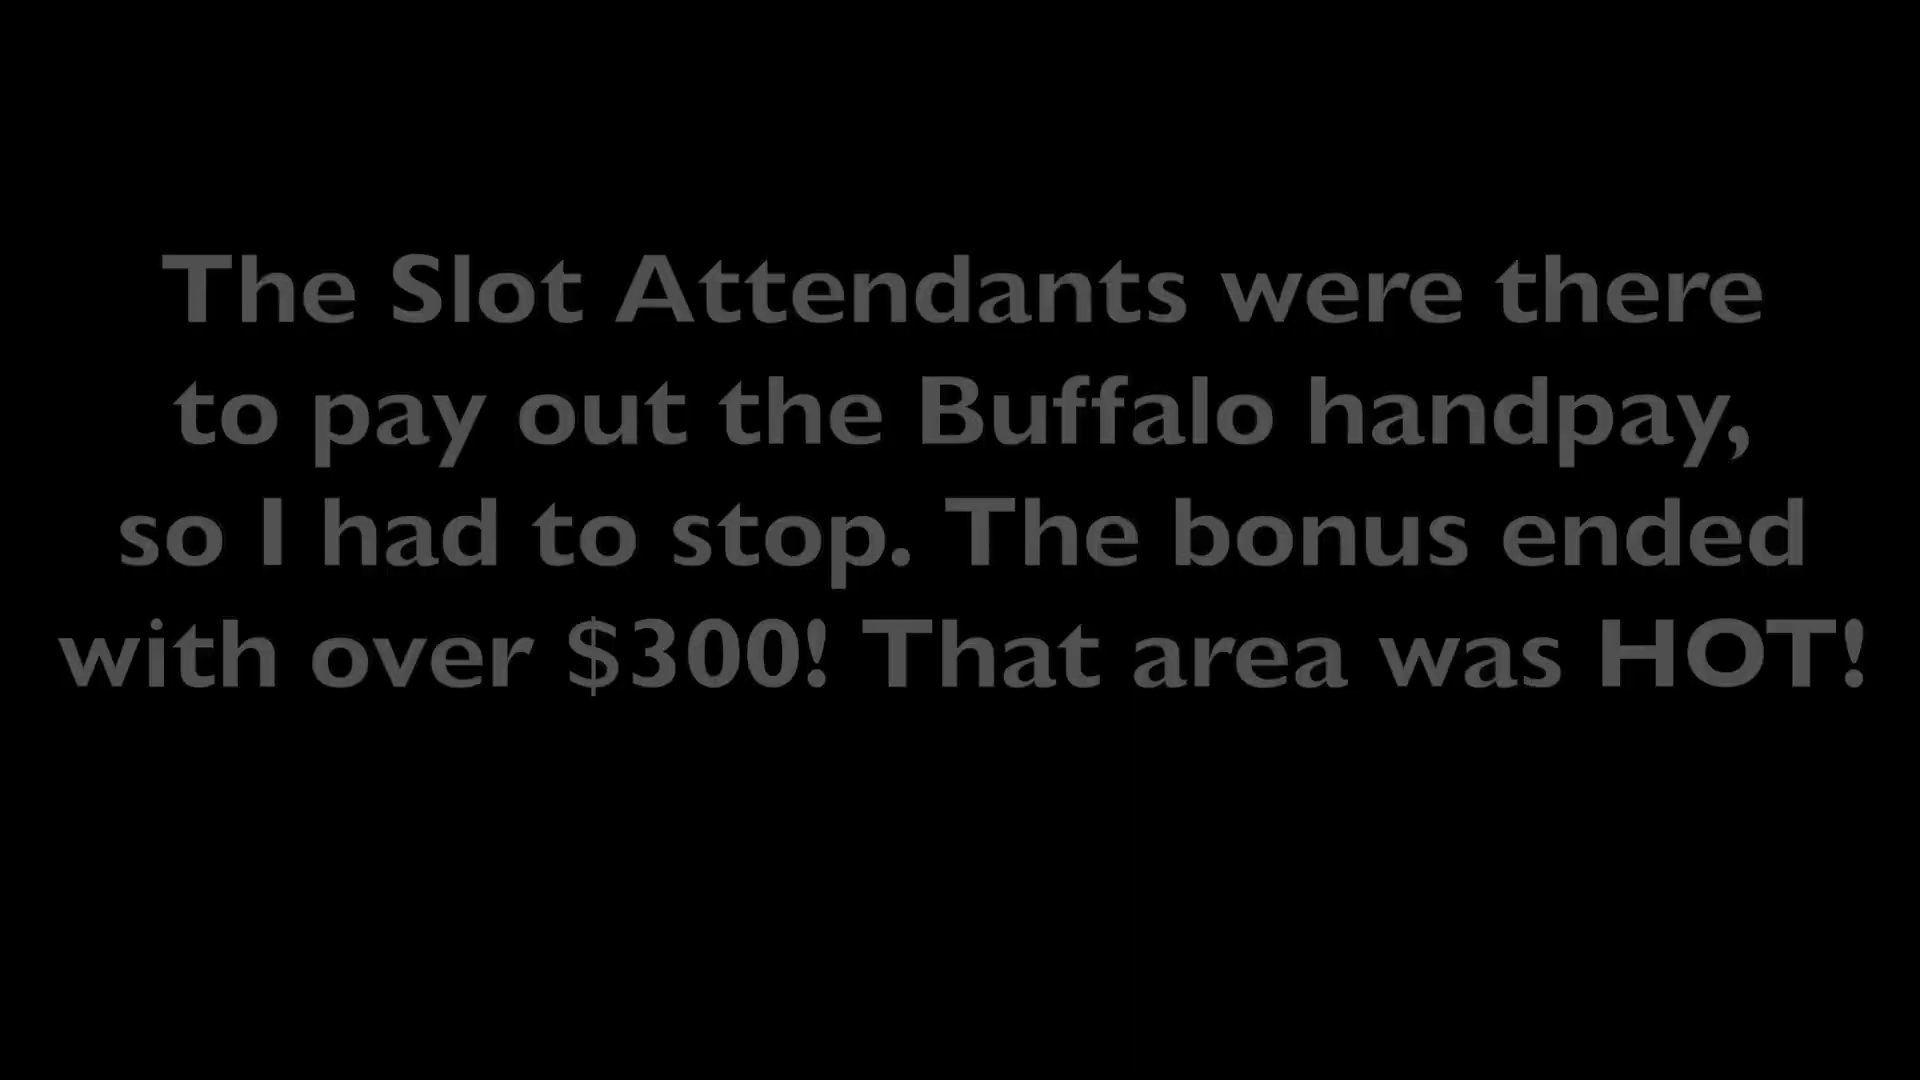 The Slot Attendants were there
to pay out the Buffalo handpay,
so I had to stop. The bonus ended
with over $300! That area was HOT!